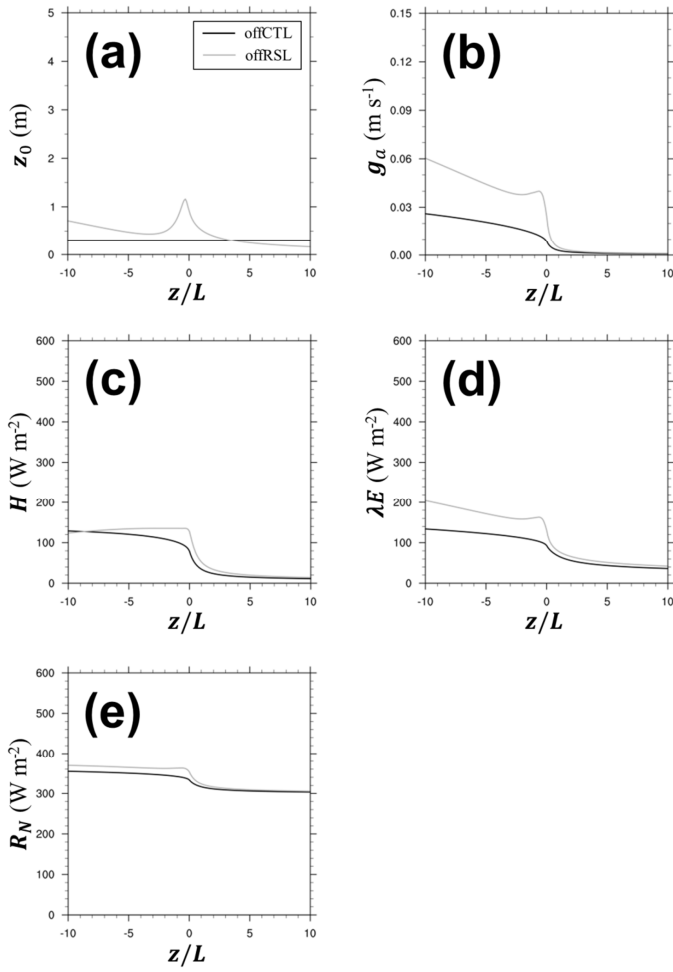 (a)
offCTL
offRSL
z₀ (m)
5
4
3
2
1
0
-10 -5 0 5 10
z/L
(b)
gₐ (m s⁻¹)
0.15
0.12
0.09
0.06
0.03
0.00
-10 -5 0 5 10
z/L
(c)
H (W m⁻²)
600
500
400
300
200
100
0
-10 -5 0 5 10
z/L
(d)
λE (W m⁻²)
600
500
400
300
200
100
0
-10 -5 0 5 10
z/L
(e)
R_N (W m⁻²)
600
500
400
300
200
100
0
-10 -5 0 5 10
z/L